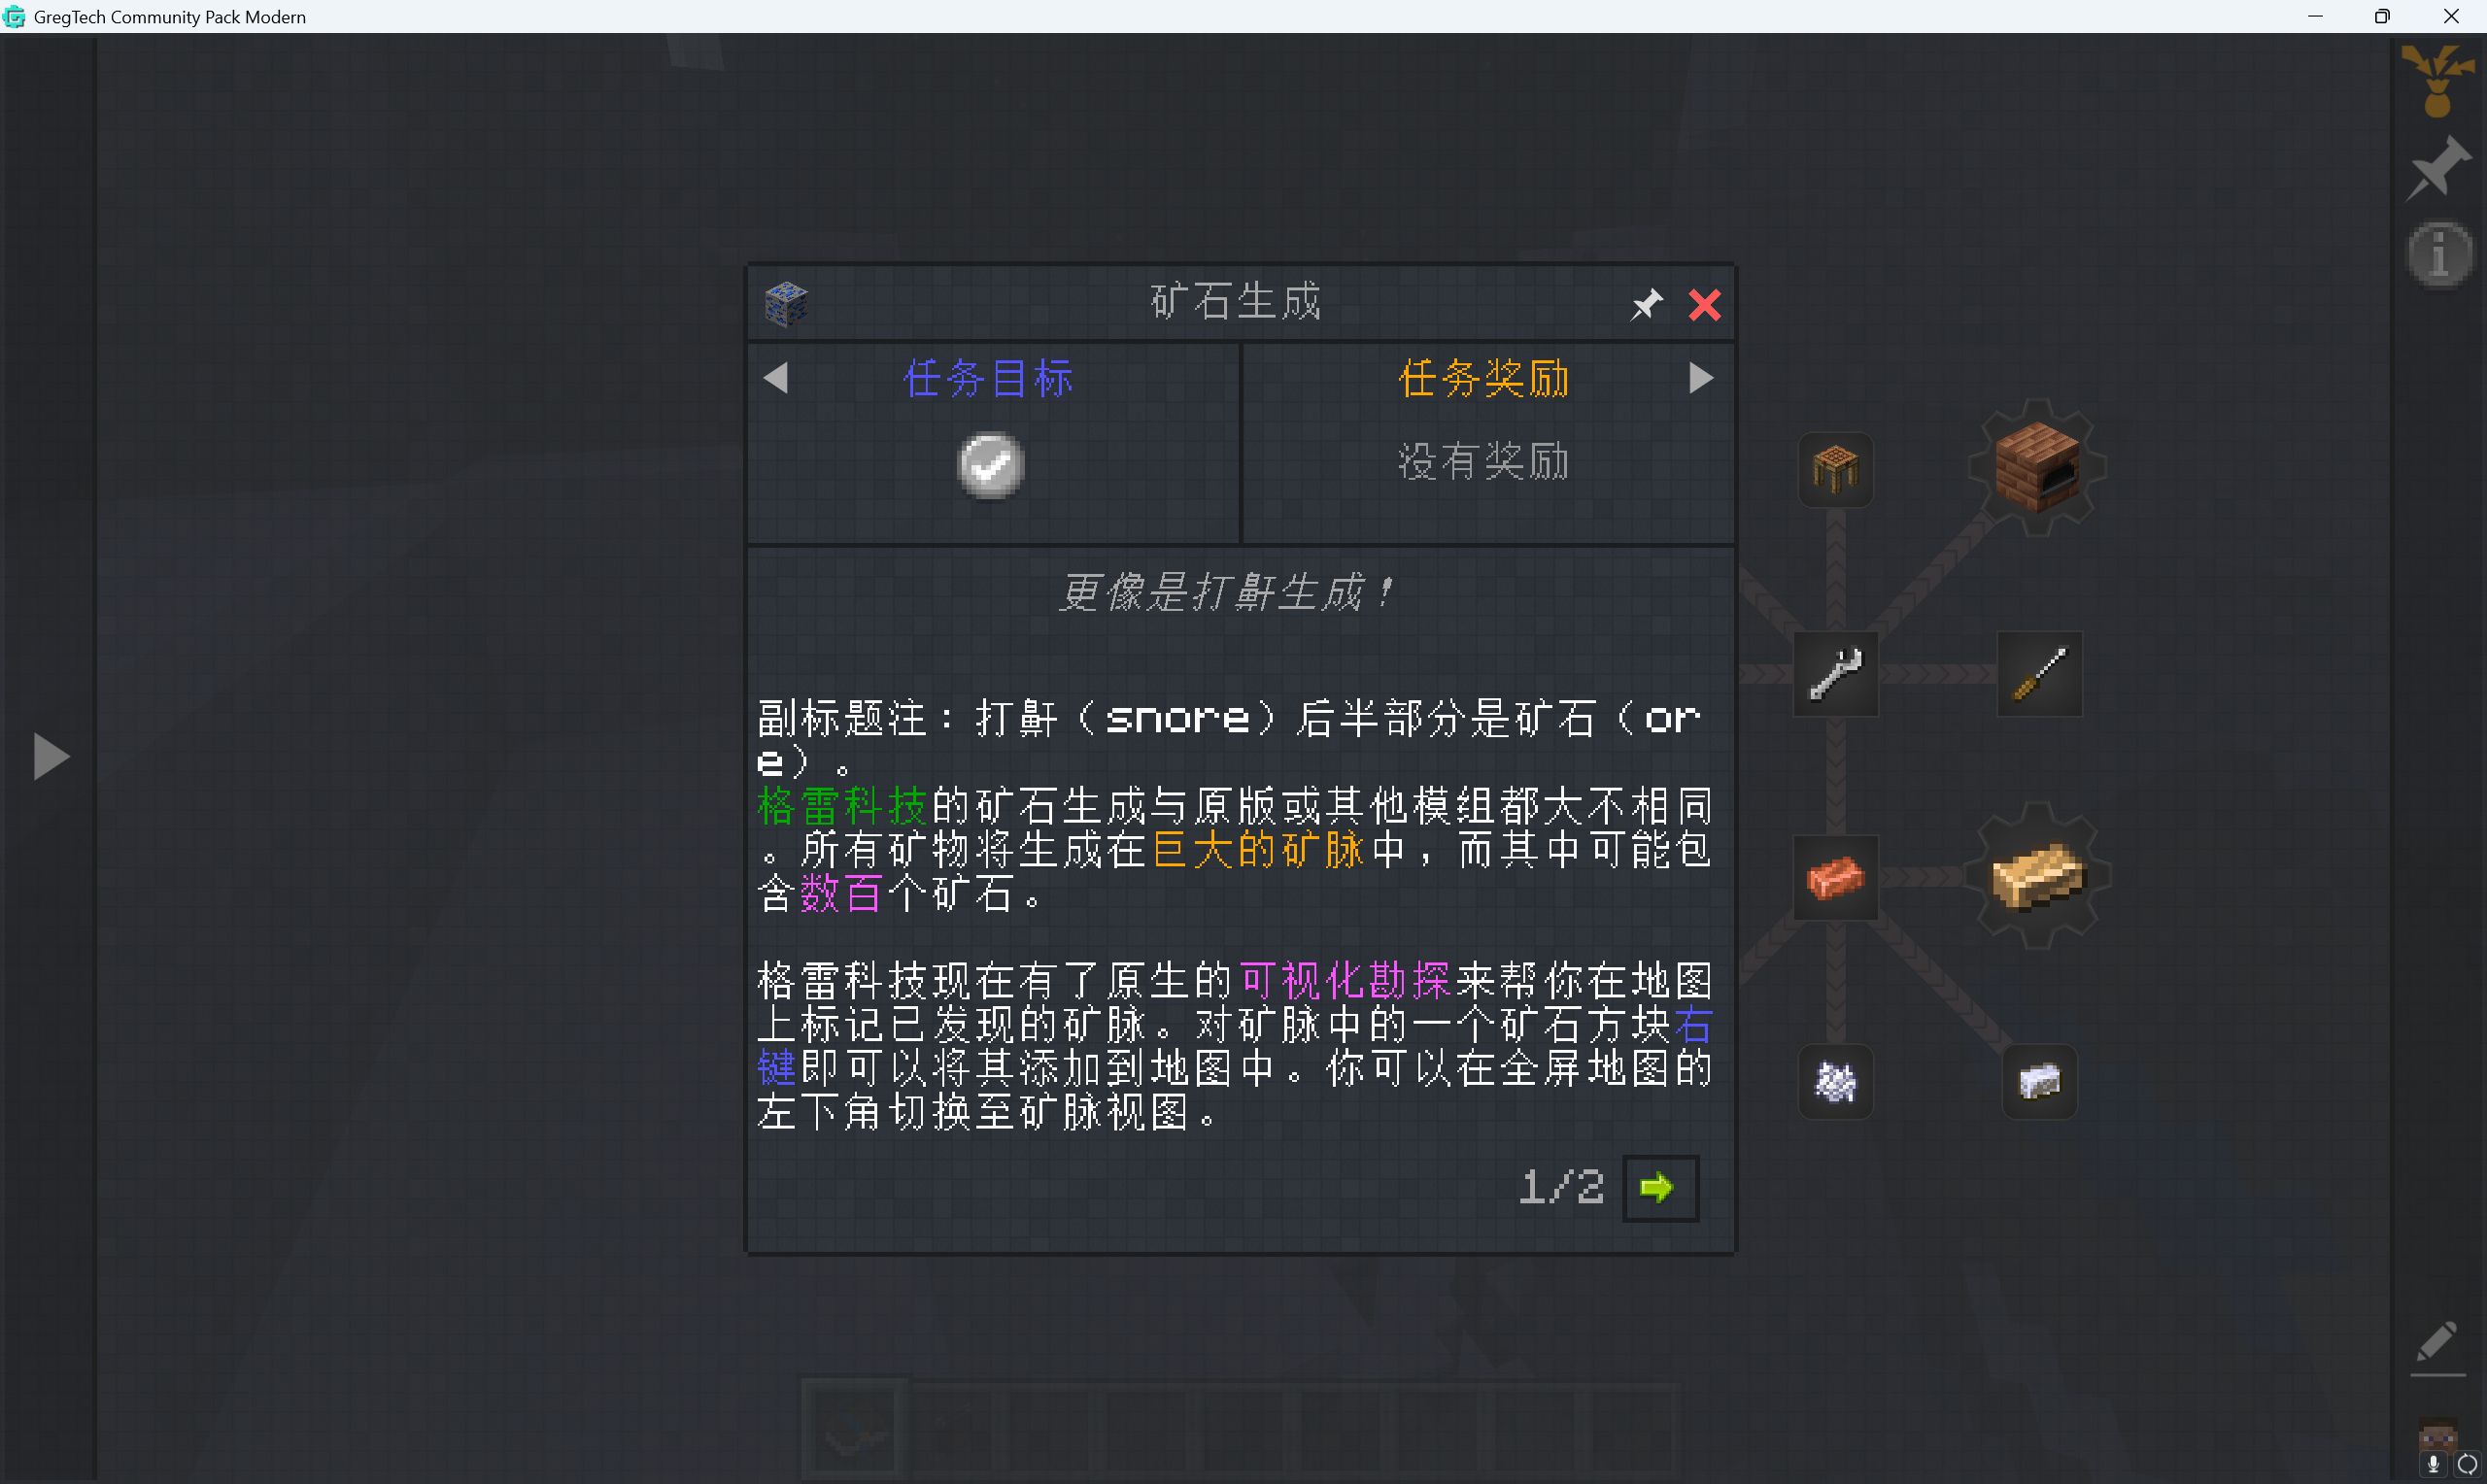 GregTech Community Pack Modern
矿石生成
任务目标
任务奖励
没有奖励
更像是打鼾生成！
副标题注：打鼾（snore）后半部分是矿石（or
e）。
格雷科技的矿石生成与原版或其他模组都大不相同
。所有矿物将生成在巨大的矿脉中，而其中可能包
含数百个矿石。
格雷科技现在有了原生的可视化勘探来帮你在地图
上标记已发现的矿脉。对矿脉中的一个矿石方块右
键即可以将其添加到地图中。你可以在全屏地图的
左下角切换至矿脉视图。
1/2